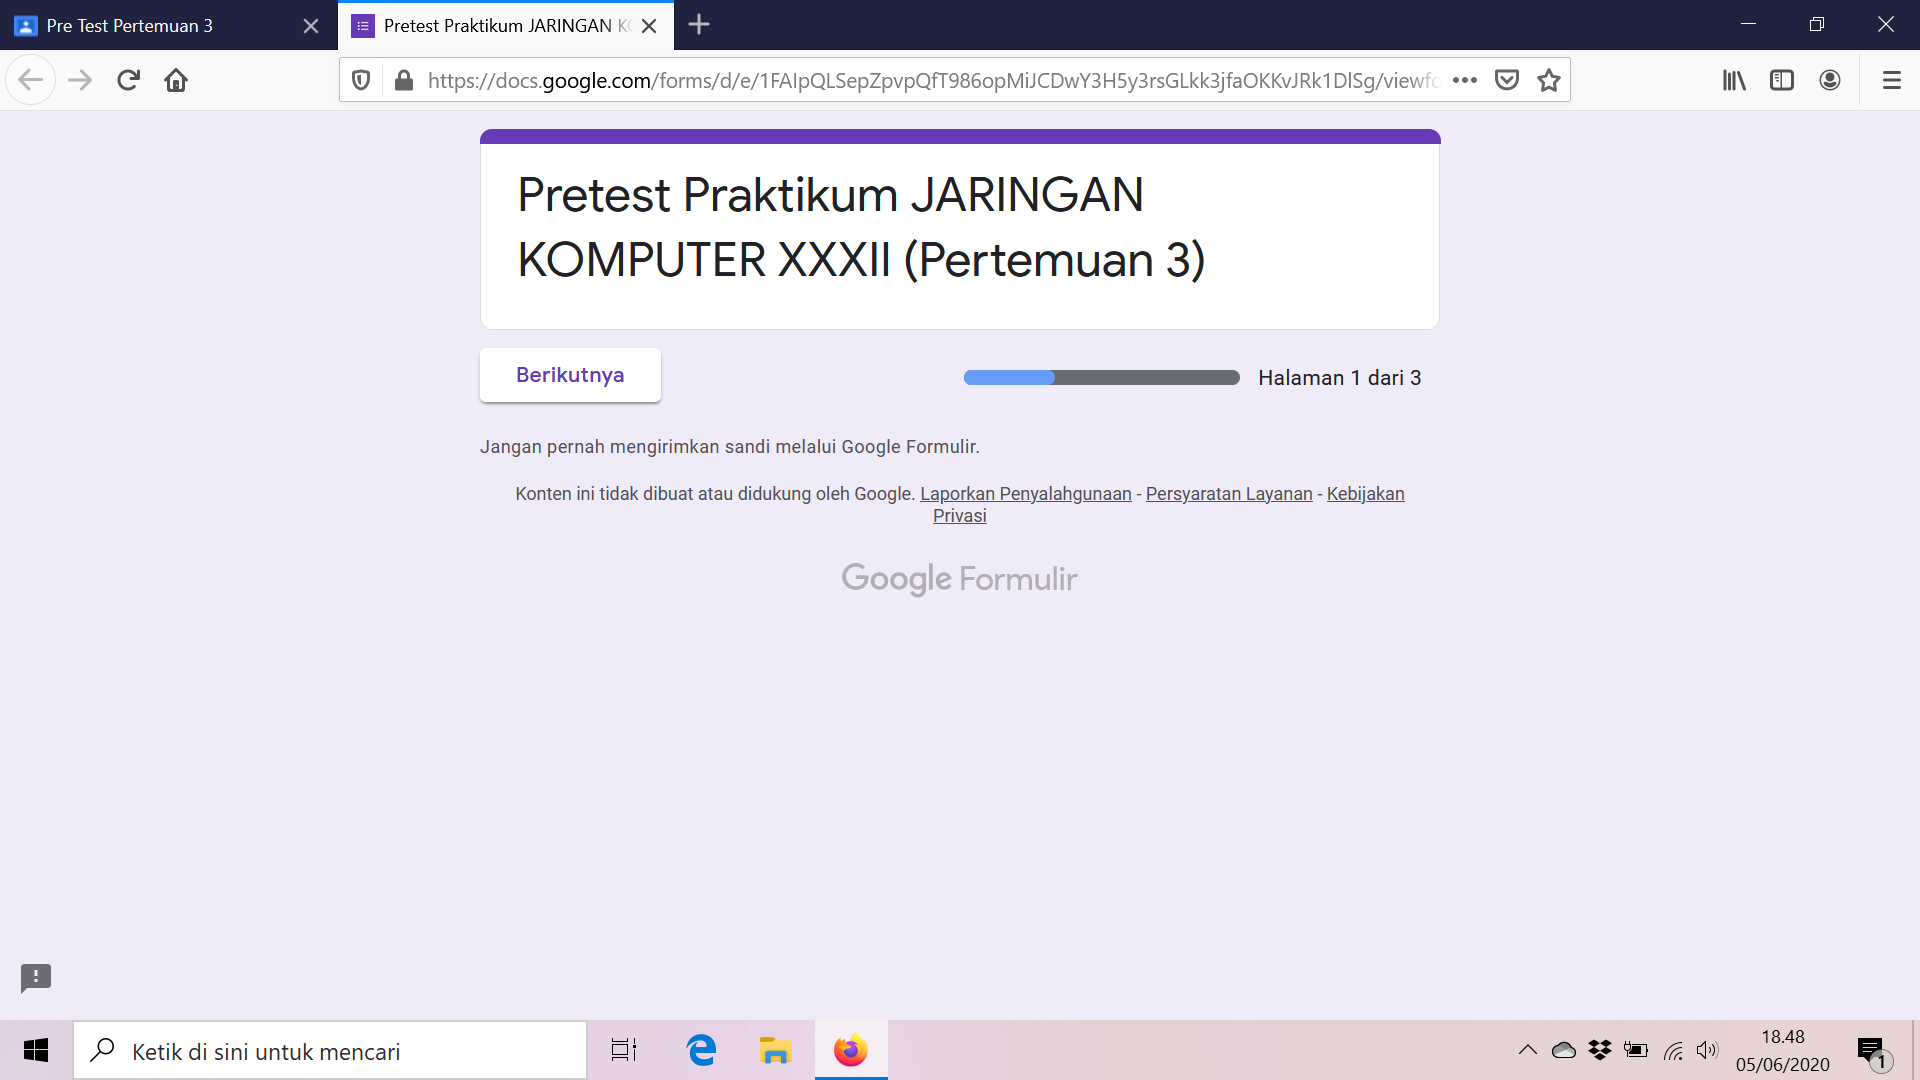 Pre Test Pertemuan 3
Pretest Praktikum JARINGAN
https://docs.google.com/forms/d/e/1FAIpQLSepZpvpQfT986opMiJCDwY3H5y3rsGLkk3jfaOKKvJRk1DlSg/viewfo
Pretest Praktikum JARINGAN
KOMPUTER XXXII (Pertemuan 3)
Berikutnya
Halaman 1 dari 3
Jangan pernah mengirimkan sandi melalui Google Formulir.
Konten ini tidak dibuat atau didukung oleh Google. Laporkan Penyalahgunaan - Persyaratan Layanan - Kebijakan
Privasi
Google Formulir
Ketik di sini untuk mencari
18.48
05/06/2020
1